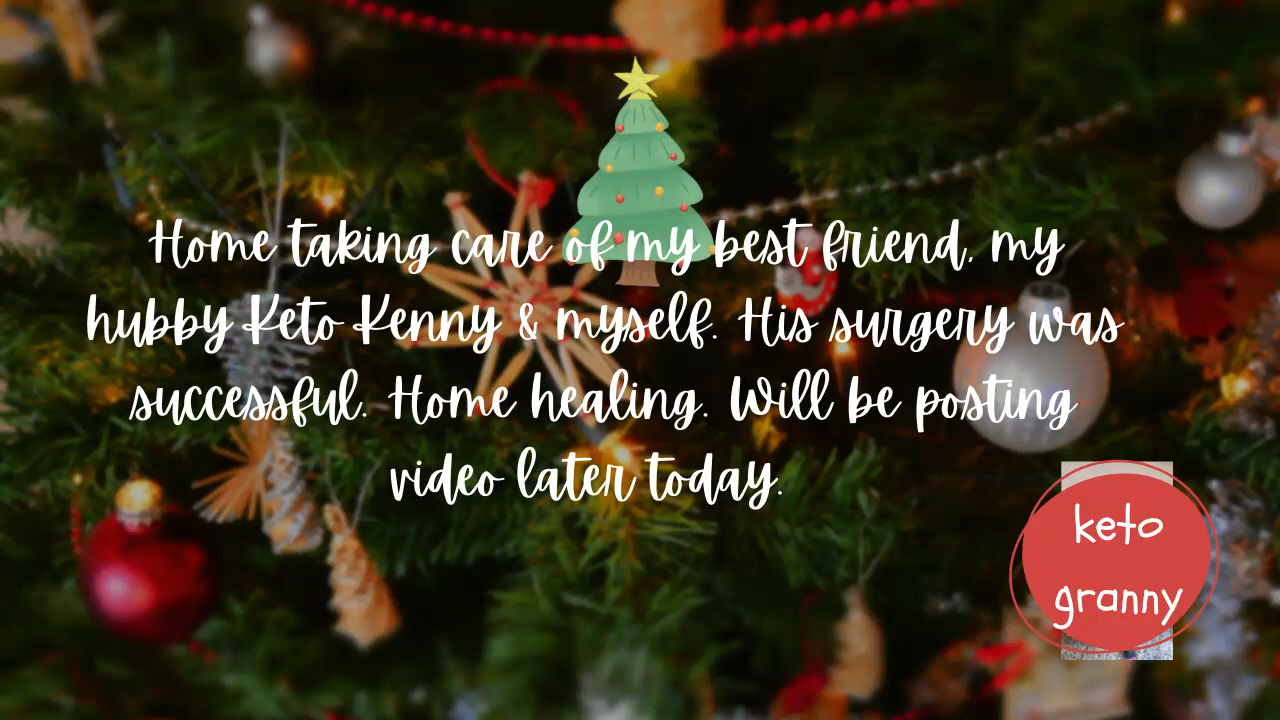 Home taking care of my best friend, my
hubby Keto Kenny & myself. His surgery was
successful. Home healing. Will be posting
video later today.
keto
granny